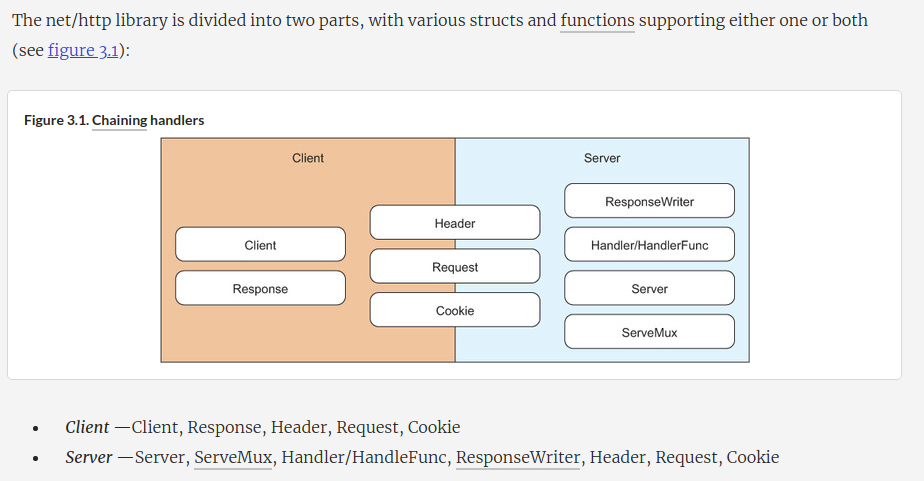 The net/http library is divided into two parts, with various structs and functions supporting either one or both
(see figure 3.1):
Figure 3.1. Chaining handlers
Client
Server
ResponseWriter
Header
Client
Handler/HandlerFunc
Request
Response
Server
Cookie
ServeMux
• Client —Client, Response, Header, Request, Cookie
• Server —Server, ServeMux, Handler/HandleFunc, ResponseWriter, Header, Request, Cookie